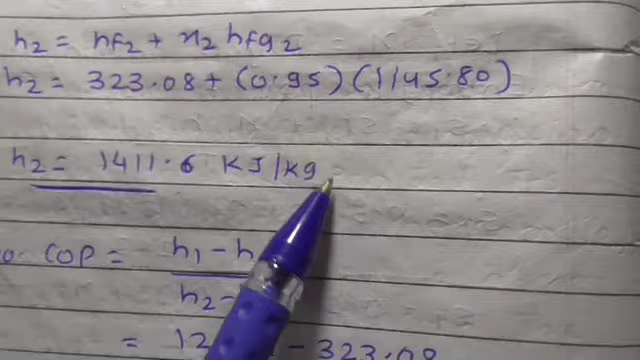 h2 = hf2 + x2 hfg2
h2 = 323.08 + (0.95) (1145.80)
h2 = 1411.6 KJ/kg
COP = h1 - h
h2 -
= 12 - 323.08